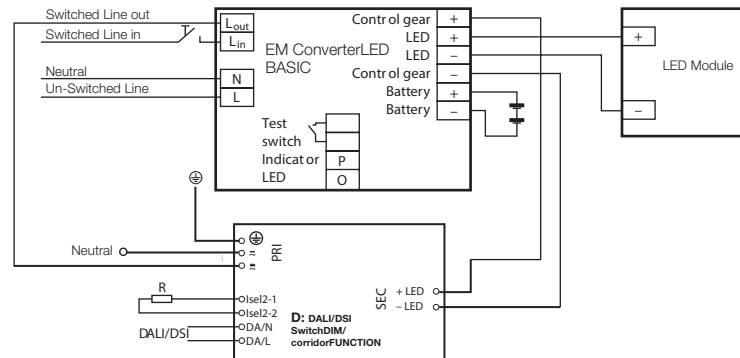 Switched Line out
Switched Line in
Neutral
Un-Switched Line
Lout
Lin
N
L
EM ConverterLED
BASIC
Control gear +
LED +
LED –
Control gear –
Battery +
Battery –
Test
switch
Indicator
LED
P
O
+
–
LED Module
Neutral
PRI
R
Isel2-1
Isel2-2
DALI/DSI
DA/N
DA/L
D: DALI/DSI
SwitchDIM/
corridorFUNCTION
SEC
+ LED
– LED